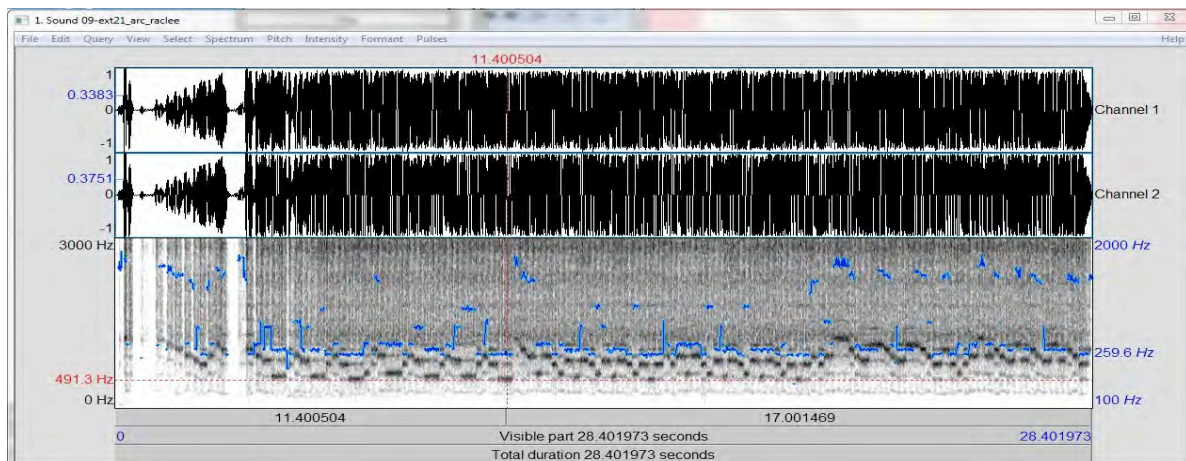 1. Sound 09-ext21_arc_raclee
File Edit Query View Select Spectrum Pitch Intensity Formant Pulses Help
11.400504
1
0.3383
0
-1
Channel 1
1
0.3751
0
-1
Channel 2
3000 Hz
2000 Hz
491.3 Hz
259.6 Hz
0 Hz
100 Hz
11.400504 17.001469
0 Visible part 28.401973 seconds 28.401973
Total duration 28.401973 seconds